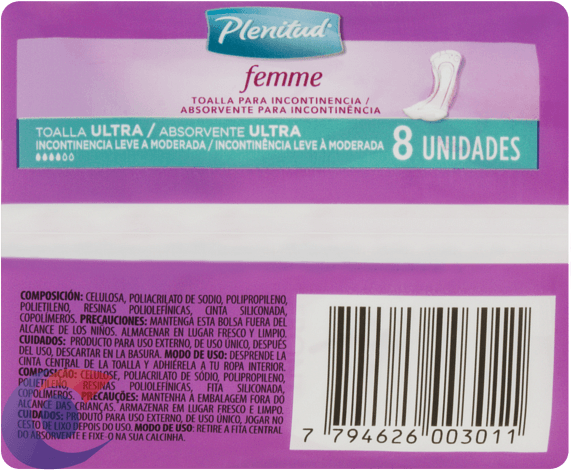 Plenitud
femme
TOALLA PARA INCONTINENCIA /
ABSORVENTE PARA INCONTINÊNCIA
TOALLA ULTRA / ABSORVENTE ULTRA
INCONTINENCIA LEVE A MODERADA / INCONTINÊNCIA LEVE À MODERADA
8 UNIDADES
COMPOSICIÓN: CELULOSA, POLIACRILATO DE SODIO, POLIPROPILENO,
POLIETILENO, RESINAS POLIOLEFÍNICAS, CINTA SILICONADA,
COPOLÍMEROS. PRECAUCIONES: MANTENGA ESTA BOLSA FUERA DEL
ALCANCE DE LOS NIÑOS. ALMACENAR EN LUGAR FRESCO Y LIMPIO.
CUIDADOS: PRODUCTO PARA USO EXTERNO, DE USO ÚNICO, DESPUÉS
DEL USO, DESCARTAR EN LA BASURA. MODO DE USO: DESPRENDE LA
CINTA CENTRAL DE LA TOALLA Y ADHIÉRELA A TU ROPA INTERIOR.
COMPOSIÇÃO: CELULOSE, POLIACRILATO DE SÓDIO, POLIPROPILENO,
POLIETILENO, RESINAS POLIOLEFÍNICAS, FITA SILICONADA,
COPOLÍMEROS. PRECAUÇÕES: MANTENHA À EMBALAGEM FORA DO
ALCANCE DAS CRIANÇAS. ARMAZENAR EM LUGAR FRESCO E LIMPO.
CUIDADOS: PRODUTO PARA USO EXTERNO, DE USO ÚNICO, JOGAR NO
CESTO DE LIXO DEPOIS DO USO. MODO DE USO: RETIRE A FITA CENTRAL
DO ABSORVENTE E FIXE-O NA SUA CALCINHA.
7 794626 003011